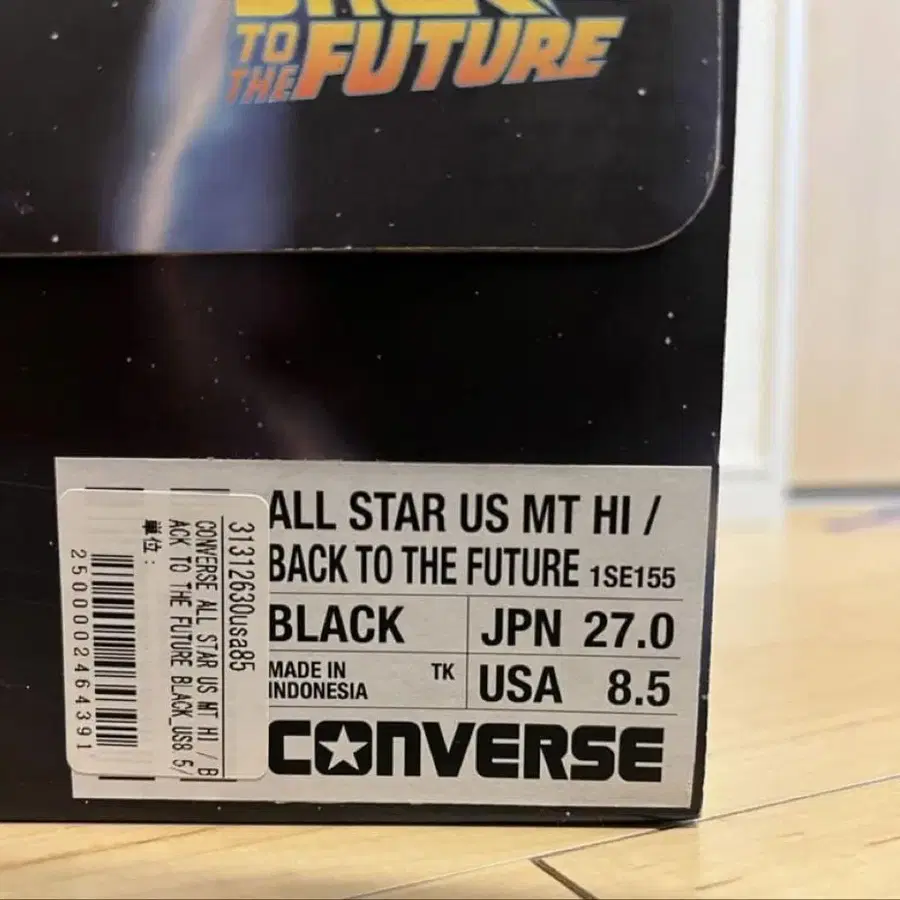 BACK
TO
THE FUTURE
ALL STAR US MT HI /
BACK TO THE FUTURE 1SE155
BLACK JPN 27.0
MADE IN
INDONESIA TK USA 8.5
CONVERSE
31312630usa85
CONVERSE ALL STAR US MT HI / B
ACK TO THE FUTURE BLACK_US8.5/
単位:
2500002464391